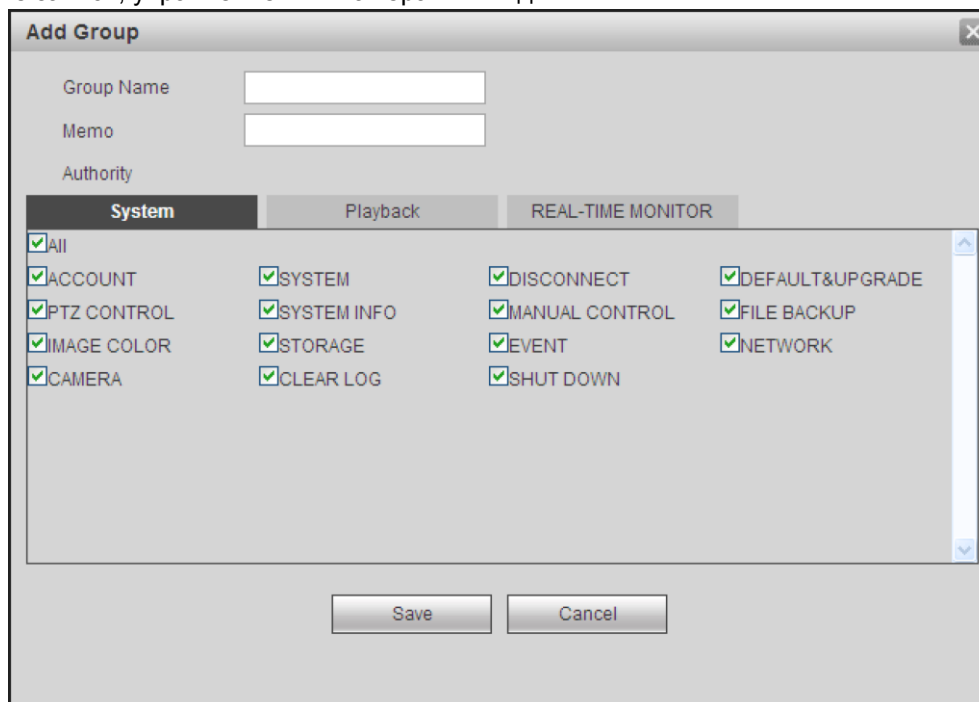 Add Group
Group Name
Memo
Authority
System Playback REAL-TIME MONITOR
All
ACCOUNT SYSTEM DISCONNECT DEFAULT&UPGRADE
PTZ CONTROL SYSTEM INFO MANUAL CONTROL FILE BACKUP
IMAGE COLOR STORAGE EVENT NETWORK
CAMERA CLEAR LOG SHUT DOWN
Save Cancel